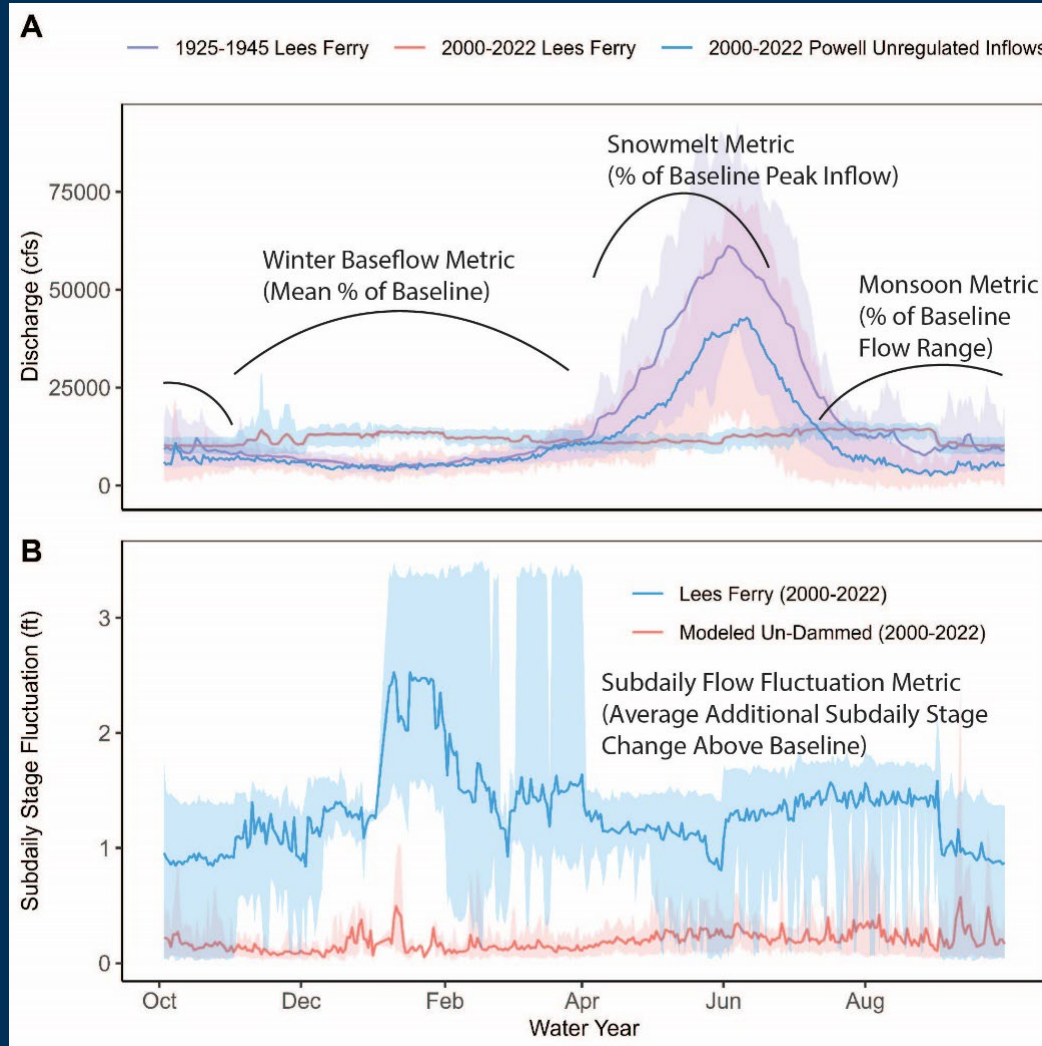 A
1925-1945 Lees Ferry 2000-2022 Lees Ferry 2000-2022 Powell Unregulated Inflows
Discharge (cfs)
75000
50000
25000
0
Snowmelt Metric
(% of Baseline Peak Inflow)
Winter Baseflow Metric
(Mean % of Baseline)
Monsoon Metric
(% of Baseline
Flow Range)
B
Subdaily Stage Fluctuation (ft)
3
2
1
0
Lees Ferry (2000-2022)
Modeled Un-Dammed (2000-2022)
Subdaily Flow Fluctuation Metric
(Average Additional Subdaily Stage
Change Above Baseline)
Oct Dec Feb Apr Jun Aug
Water Year